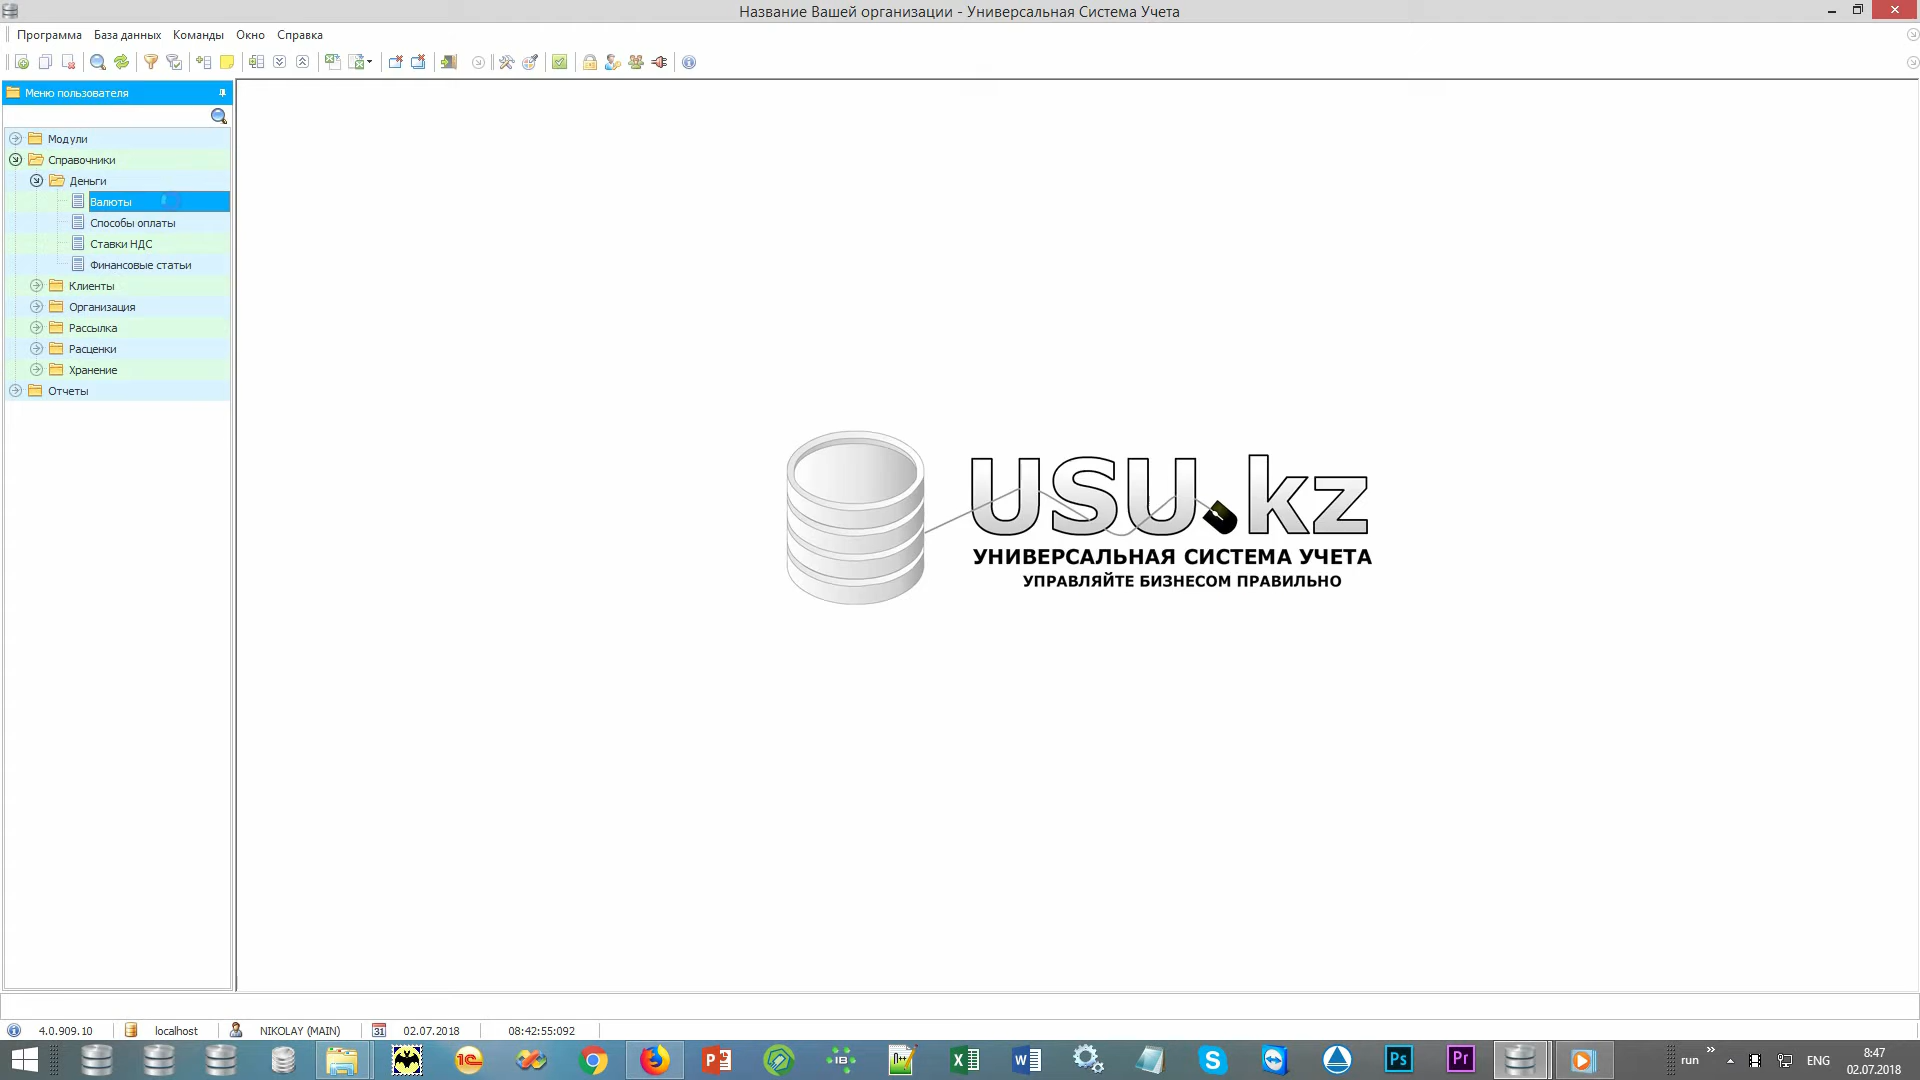 Название Вашей организации - Универсальная Система Учета
Программа База данных Команды Окно Справка
Меню пользователя
Модули
Справочники
Деньги
Валюты
Способы оплаты
Ставки НДС
Финансовые статьи
Клиенты
Организация
Рассылка
Расценки
Хранение
Отчеты
USU.kz
УНИВЕРСАЛЬНАЯ СИСТЕМА УЧЕТА
УПРАВЛЯЙТЕ БИЗНЕСОМ ПРАВИЛЬНО
4.0.909.10 localhost NIKOLAY (MAIN) 31 02.07.2018 08:42:55:092
run ENG 8:47
02.07.2018